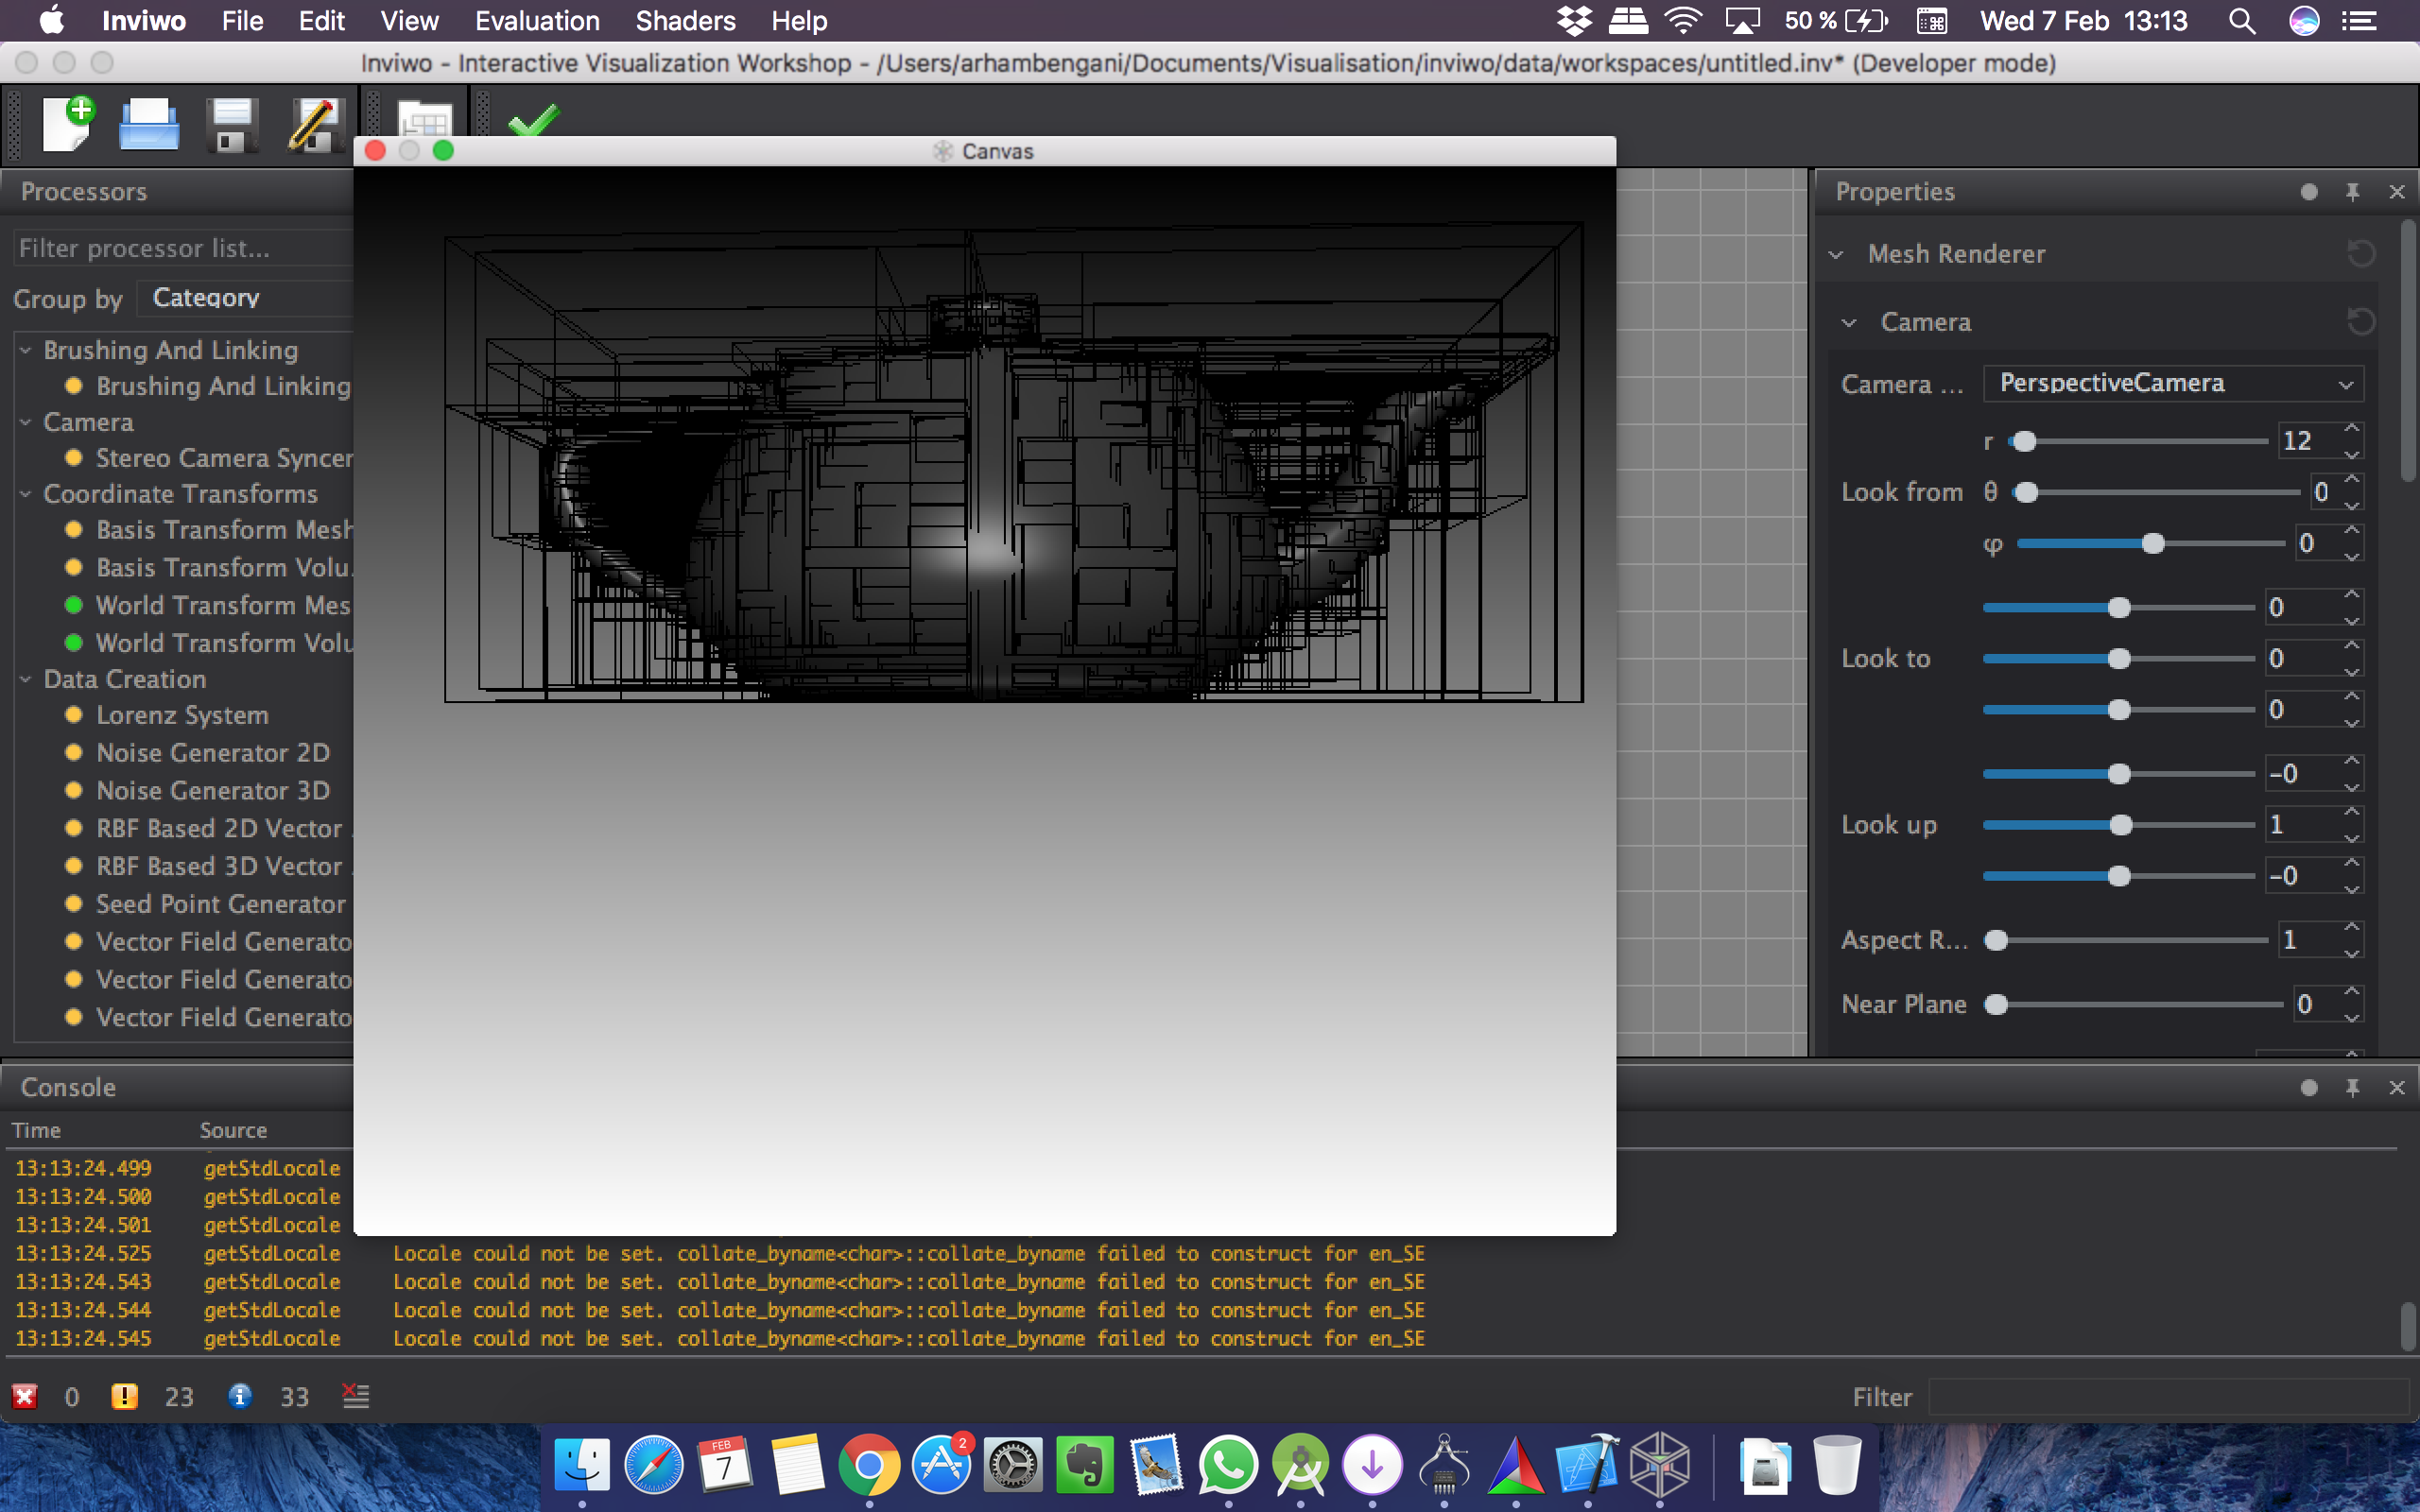 Inviwo File Edit View Evaluation Shaders Help 50 % Wed 7 Feb 13:13
Inviwo - Interactive Visualization Workshop - /Users/arhambengani/Documents/Visualisation/inviwo/data/workspaces/untitled.inv* (Developer mode)
Canvas
Processors
Filter processor list...
Group by Category
Brushing And Linking
Brushing And Linking
Camera
Stereo Camera Syncer
Coordinate Transforms
Basis Transform Mesh
Basis Transform Volu.
World Transform Mes
World Transform Volu
Data Creation
Lorenz System
Noise Generator 2D
Noise Generator 3D
RBF Based 2D Vector .
RBF Based 3D Vector .
Seed Point Generator
Vector Field Generato
Vector Field Generato
Vector Field Generato
Properties
Mesh Renderer
Camera
Camera ... PerspectiveCamera
r 12
Look from θ 0
φ 0
0
Look to 0
0
-0
Look up 1
-0
Aspect R... 1
Near Plane 0
Console
Time Source
13:13:24.499 getStdLocale
13:13:24.500 getStdLocale
13:13:24.501 getStdLocale
13:13:24.525 getStdLocale Locale could not be set. collate_byname<char>::collate_byname failed to construct for en_SE
13:13:24.543 getStdLocale Locale could not be set. collate_byname<char>::collate_byname failed to construct for en_SE
13:13:24.544 getStdLocale Locale could not be set. collate_byname<char>::collate_byname failed to construct for en_SE
13:13:24.545 getStdLocale Locale could not be set. collate_byname<char>::collate_byname failed to construct for en_SE
0 23 33 Filter
FEB
7
2